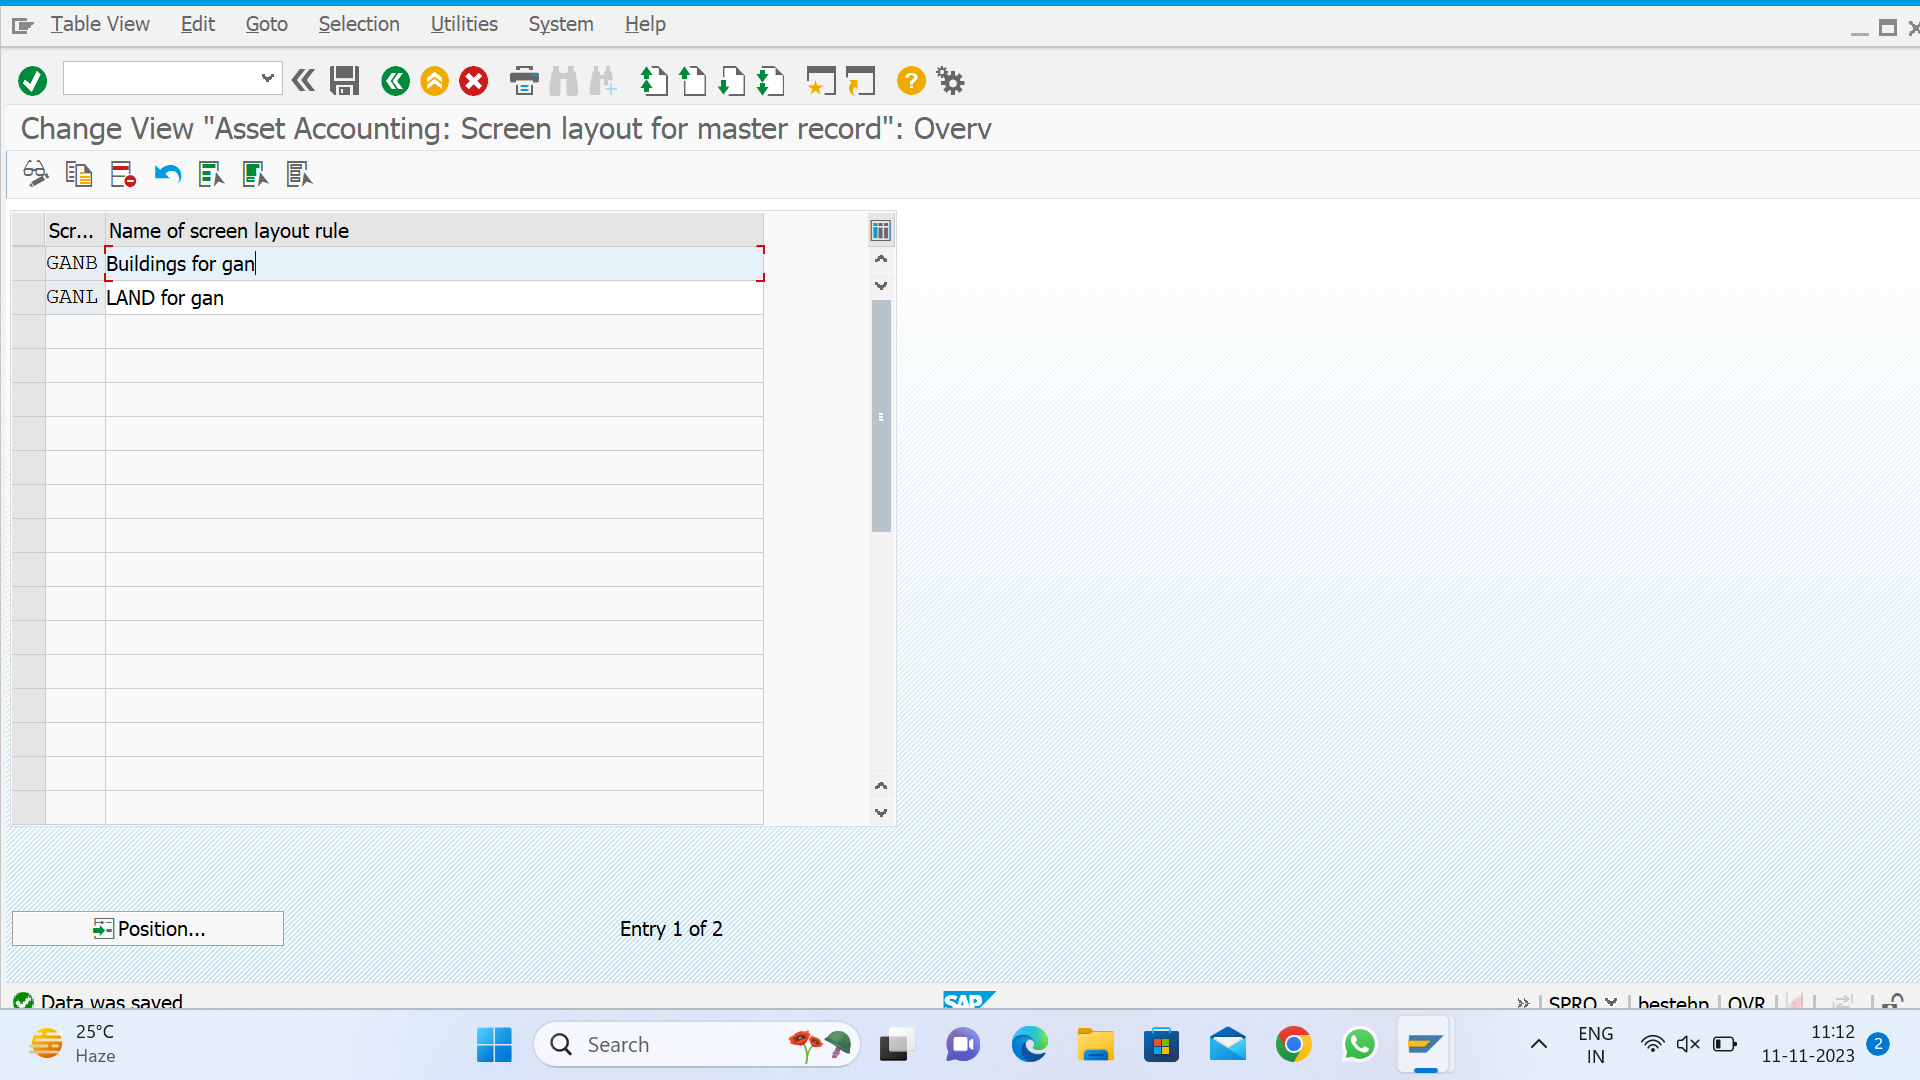 Table View Edit Goto Selection Utilities System Help
Change View "Asset Accounting: Screen layout for master record": Overv
Scr... Name of screen layout rule
GANB Buildings for gan
GANL LAND for gan
Position... Entry 1 of 2
Data was saved SAP SPRO bestehp OVR
25°C
Haze
Search
ENG
IN
11:12
11-11-2023
2